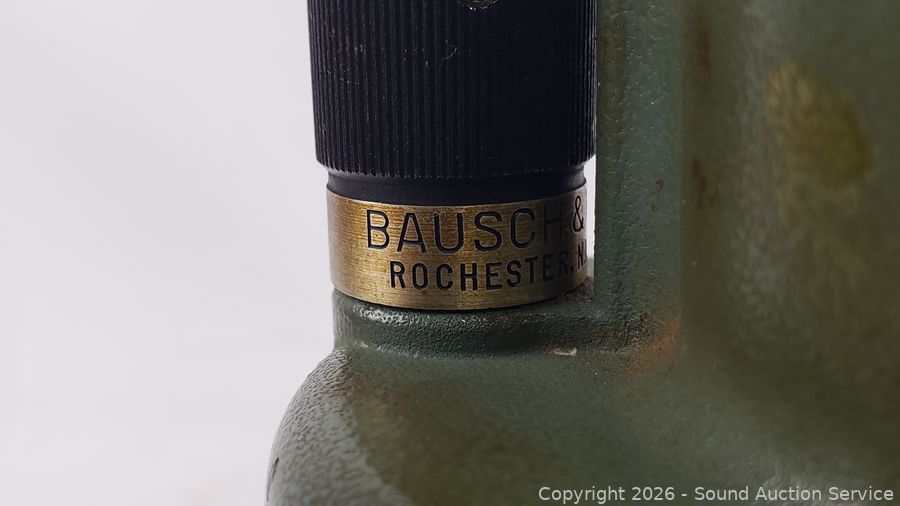 BAUSCH &
ROCHESTER, N
Copyright 2026 - Sound Auction Service